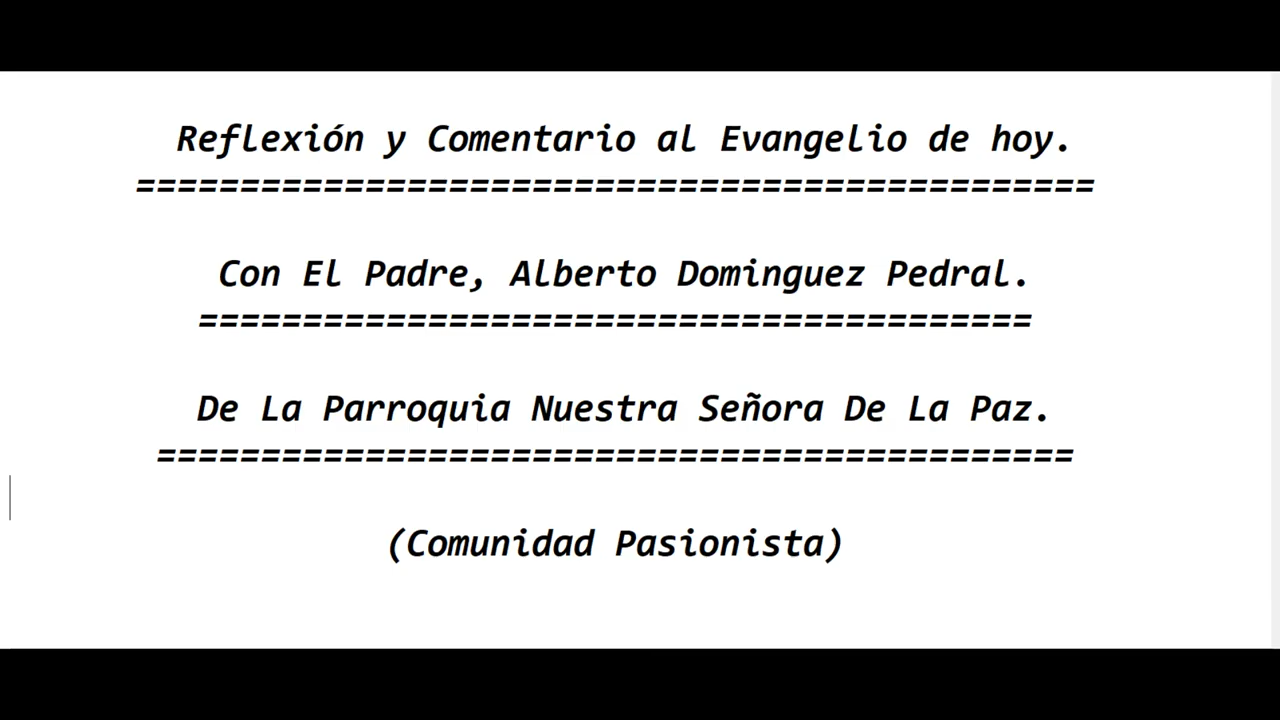 Reflexión y Comentario al Evangelio de hoy.
==============================================
Con El Padre, Alberto Dominguez Pedral.
========================================
De La Parroquia Nuestra Señora De La Paz.
============================================
(Comunidad Pasionista)